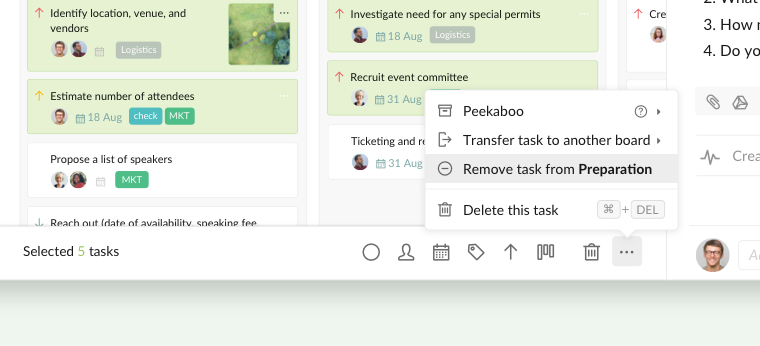 Identify location, venue, and
vendors
Logistics
Estimate number of attendees
18 Aug check MKT
Propose a list of speakers
MKT
Reach out (date of availability, speaking fee
Investigate need for any special permits
18 Aug Logistics
Recruit event committee
31 Aug
Ticketing and
31 Aug
Cre
2. What
3. How
4. Do yo
Peekaboo
Transfer task to another board
Remove task from Preparation
Delete this task ⌘ + DEL
Crea
Selected 5 tasks